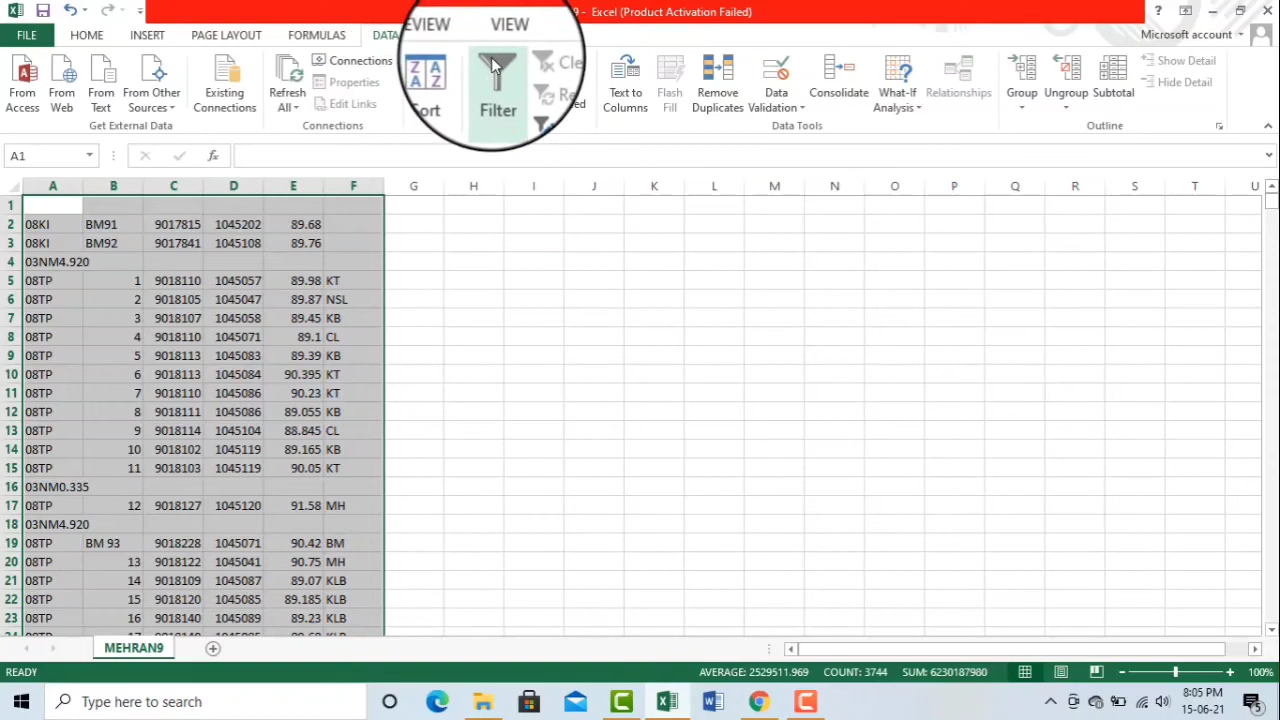 9 - Excel (Product Activation Failed)
FILE HOME INSERT PAGE LAYOUT FORMULAS DATA EVIEW VIEW Microsoft account
From Access
From Web
From Text
From Other Sources
Get External Data
Existing Connections
Refresh All
Connections
Properties
Edit Links
Connections
Sort
Filter
Text to Columns
Flash Fill
Remove Duplicates
Data Validation
Consolidate
What-If Analysis
Relationships
Data Tools
Group
Ungroup
Subtotal
Show Detail
Hide Detail
Outline
A1 fx
A B C D E F G H I J K L M N O P Q R S T U
1
2 08KI BM91 9017815 1045202 89.68
3 08KI BM92 9017841 1045108 89.76
4 03NM4.920
5 08TP 1 9018110 1045057 89.98 KT
6 08TP 2 9018105 1045047 89.87 NSL
7 08TP 3 9018107 1045058 89.45 KB
8 08TP 4 9018110 1045071 89.1 CL
9 08TP 5 9018113 1045083 89.39 KB
10 08TP 6 9018113 1045084 90.395 KT
11 08TP 7 9018110 1045086 90.23 KT
12 08TP 8 9018111 1045086 89.055 KB
13 08TP 9 9018114 1045104 88.845 CL
14 08TP 10 9018102 1045119 89.165 KB
15 08TP 11 9018103 1045119 90.05 KT
16 03NM0.335
17 08TP 12 9018127 1045120 91.58 MH
18 03NM4.920
19 08TP BM 93 9018228 1045071 90.42 BM
20 08TP 13 9018122 1045041 90.75 MH
21 08TP 14 9018109 1045087 89.07 KLB
22 08TP 15 9018120 1045085 89.185 KLB
23 08TP 16 9018140 1045089 89.23 KLB
MEHRAN9
READY AVERAGE: 2529511.969 COUNT: 3744 SUM: 6230187980 100%
Type here to search
8:05 PM
15-06-21
5